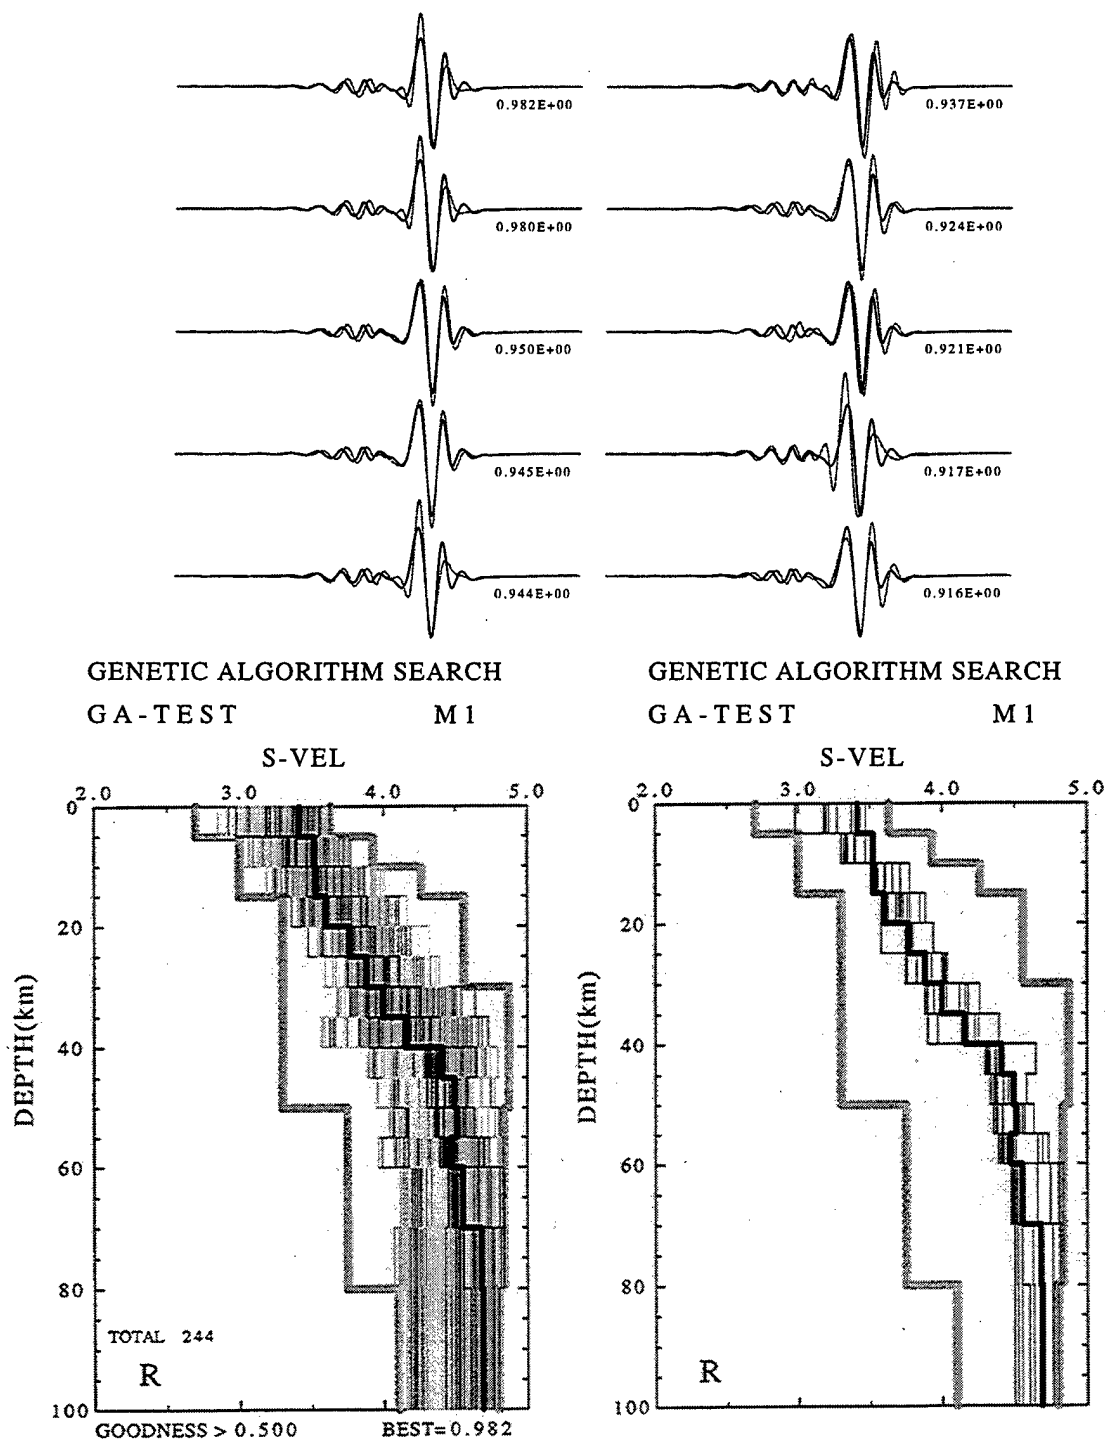 0.982E+00
0.937E+00
0.980E+00
0.924E+00
0.950E+00
0.921E+00
0.945E+00
0.917E+00
0.944E+00
0.916E+00
GENETIC ALGORITHM SEARCH
GA-TEST M1
S-VEL
2.0 3.0 4.0 5.0
0
20
40
60
80
100
DEPTH(km)
TOTAL 244
R
GOODNESS > 0.500 BEST= 0.982
GENETIC ALGORITHM SEARCH
GA-TEST M1
S-VEL
2.0 3.0 4.0 5.0
0
20
40
60
80
100
DEPTH(km)
R